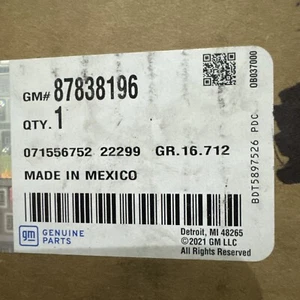 GM# 87838196
QTY. 1
071556752 22299 GR.16.712
MADE IN MEXICO
gm GENUINE PARTS
Detroit, MI 48265
©2021 GM LLC
All Rights Reserved
OB037000
BDT5897526 PDC